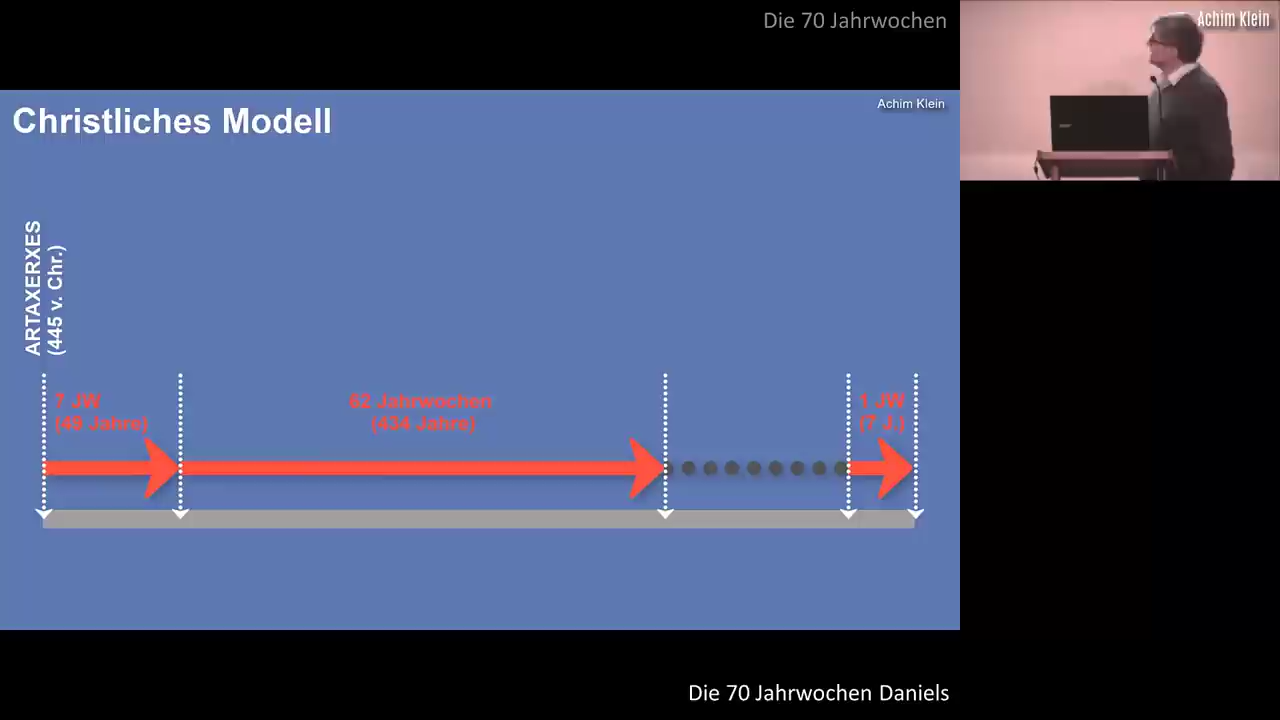 Die 70 Jahrwochen
Achim Klein
Achim Klein
Christliches Modell
ARTAXERXES
(445 v. Chr.)
7 JW
(49 Jahre)
62 Jahrwochen
(434 Jahre)
1 JW
(7 J.)
Die 70 Jahrwochen Daniels